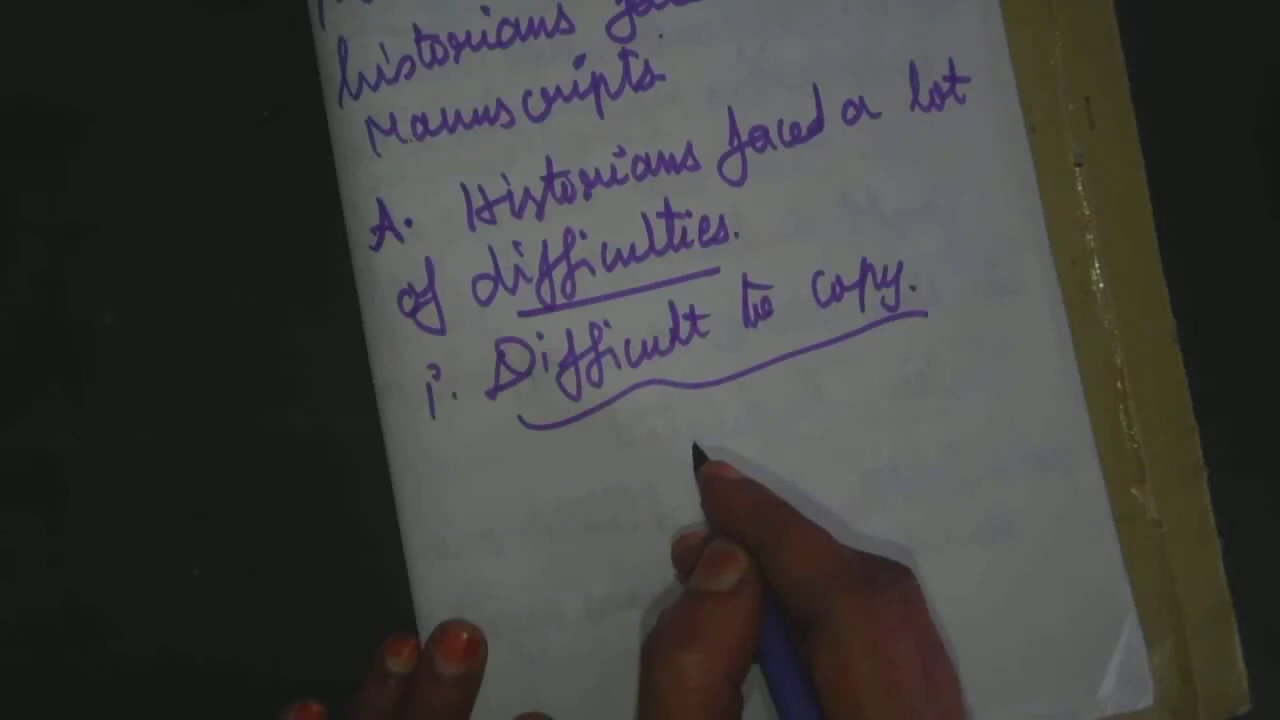 historians
Manuscripts.
A. Historians faced a lot
of difficulties.
i. Difficult to copy.